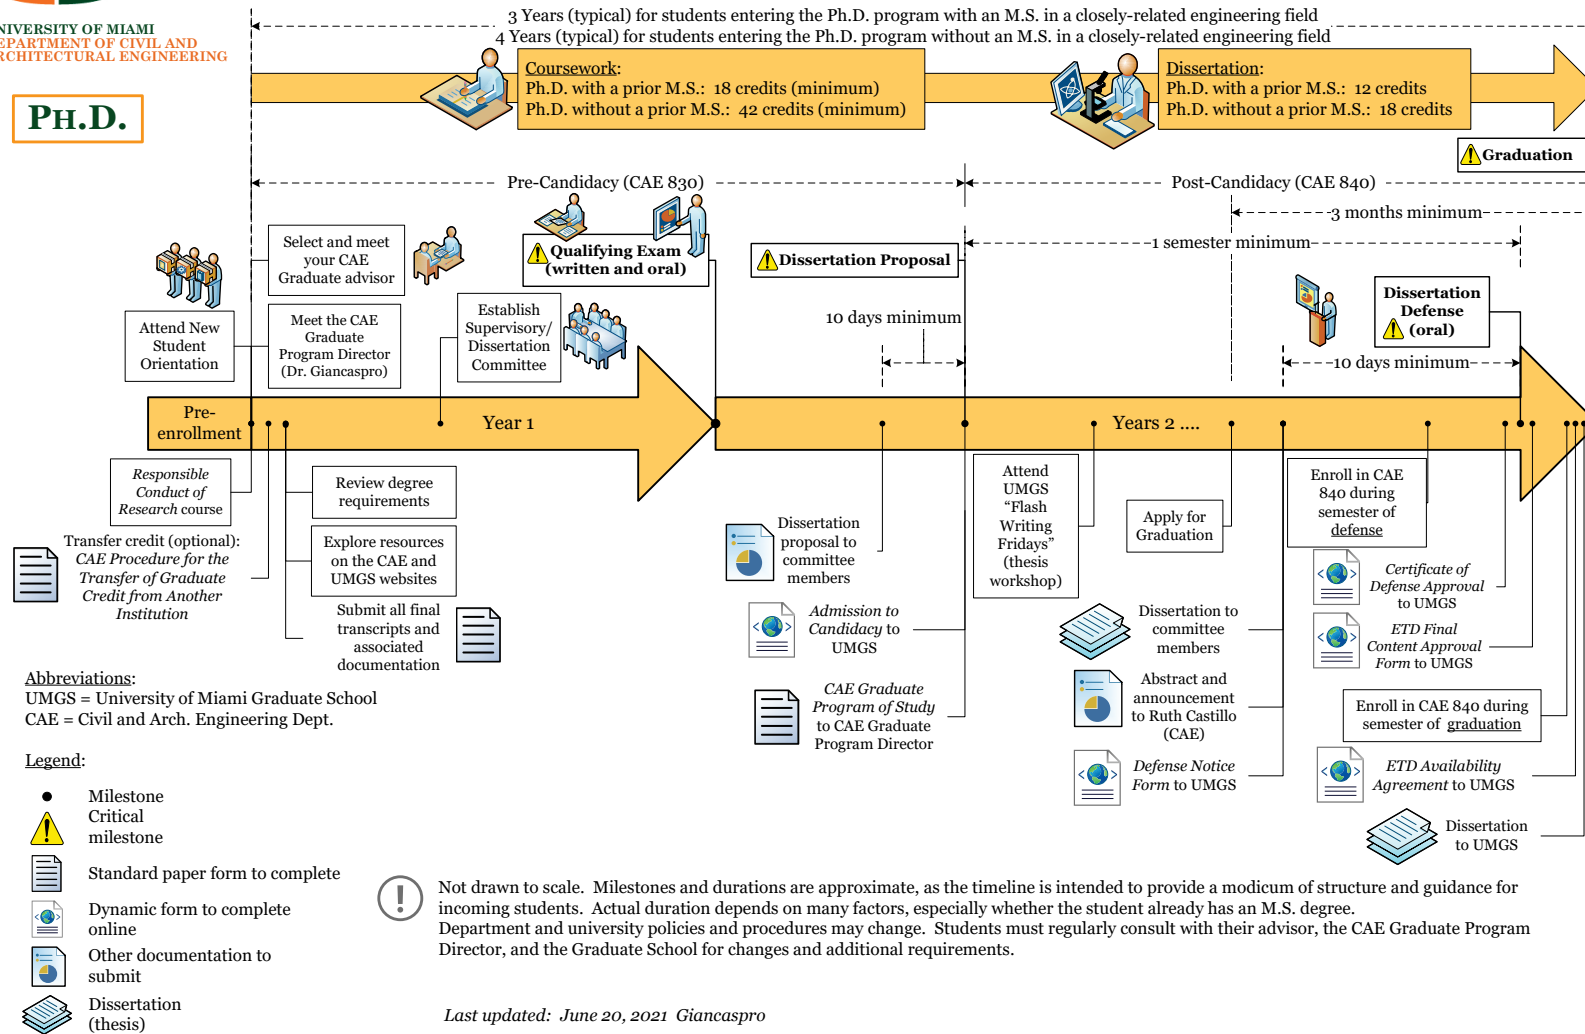 3 Years (typical) for students entering the Ph.D. program with an M.S. in a closely-related engineering field
4 Years (typical) for students entering the Ph.D. program without an M.S. in a closely-related engineering field
UNIVERSITY OF MIAMI
DEPARTMENT OF CIVIL AND
ARCHITECTURAL ENGINEERING
PH.D.
Coursework:
Ph.D. with a prior M.S.: 18 credits (minimum)
Ph.D. without a prior M.S.: 42 credits (minimum)
Dissertation:
Ph.D. with a prior M.S.: 12 credits
Ph.D. without a prior M.S.: 18 credits
Graduation
Pre-Candidacy (CAE 830)
Post-Candidacy (CAE 840)
3 months minimum
1 semester minimum
Select and meet
your CAE
Graduate advisor
Qualifying Exam
(written and oral)
Dissertation Proposal
Attend New
Student
Orientation
Meet the CAE
Graduate
Program Director
(Dr. Giancaspro)
Establish
Supervisory/
Dissertation
Committee
10 days minimum
Dissertation
Defense
(oral)
10 days minimum
Pre-
enrollment
Year 1
Years 2 ....
Responsible
Conduct of
Research course
Review degree
requirements
Transfer credit (optional):
CAE Procedure for the
Transfer of Graduate
Credit from Another
Institution
Explore resources
on the CAE and
UMGS websites
Submit all final
transcripts and
associated
documentation
Dissertation
proposal to
committee
members
Admission to
Candidacy to
UMGS
CAE Graduate
Program of Study
to CAE Graduate
Program Director
Attend
UMGS
“Flash
Writing
Fridays”
(thesis
workshop)
Apply for
Graduation
Dissertation to
committee
members
Abstract and
announcement
to Ruth Castillo
(CAE)
Defense Notice
Form to UMGS
Enroll in CAE
840 during
semester of
defense
Certificate of
Defense Approval
to UMGS
ETD Final
Content Approval
Form to UMGS
Enroll in CAE 840 during
semester of graduation
ETD Availability
Agreement to UMGS
Dissertation
to UMGS
Abbreviations:
UMGS = University of Miami Graduate School
CAE = Civil and Arch. Engineering Dept.
Legend:
Milestone
Critical
milestone
Standard paper form to complete
Dynamic form to complete
online
Other documentation to
submit
Dissertation
(thesis)
Not drawn to scale. Milestones and durations are approximate, as the timeline is intended to provide a modicum of structure and guidance for
incoming students. Actual duration depends on many factors, especially whether the student already has an M.S. degree.
Department and university policies and procedures may change. Students must regularly consult with their advisor, the CAE Graduate Program
Director, and the Graduate School for changes and additional requirements.
Last updated: June 20, 2021 Giancaspro